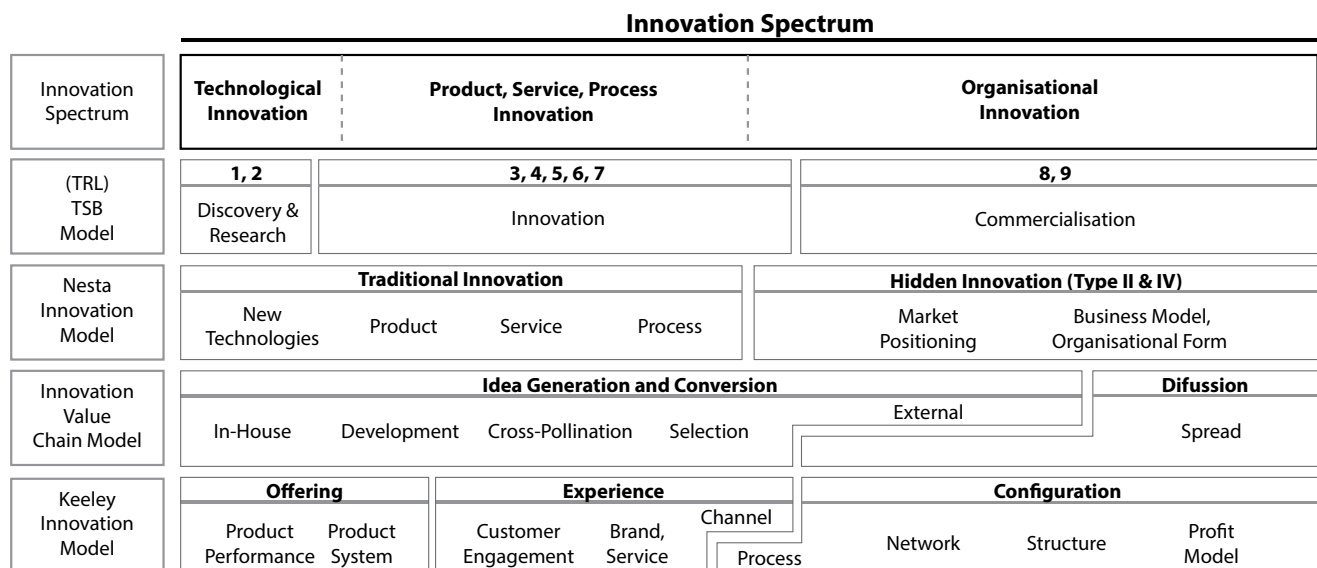 Innovation Spectrum
Innovation
Spectrum
Technological
Innovation
Product, Service, Process
Innovation
Organisational
Innovation
(TRL)
TSB
Model
1, 2
3, 4, 5, 6, 7
8, 9
Discovery &
Research
Innovation
Commercialisation
Nesta
Innovation
Model
Traditional Innovation
Hidden Innovation (Type II & IV)
New
Technologies
Product
Service
Process
Market
Positioning
Business Model,
Organisational Form
Innovation
Value
Chain Model
Idea Generation and Conversion
Difussion
In-House
Development
Cross-Pollination
Selection
External
Spread
Keeley
Innovation
Model
Offering
Experience
Configuration
Product
Performance
Product
System
Customer
Engagement
Brand,
Service
Channel
Process
Network
Structure
Profit
Model